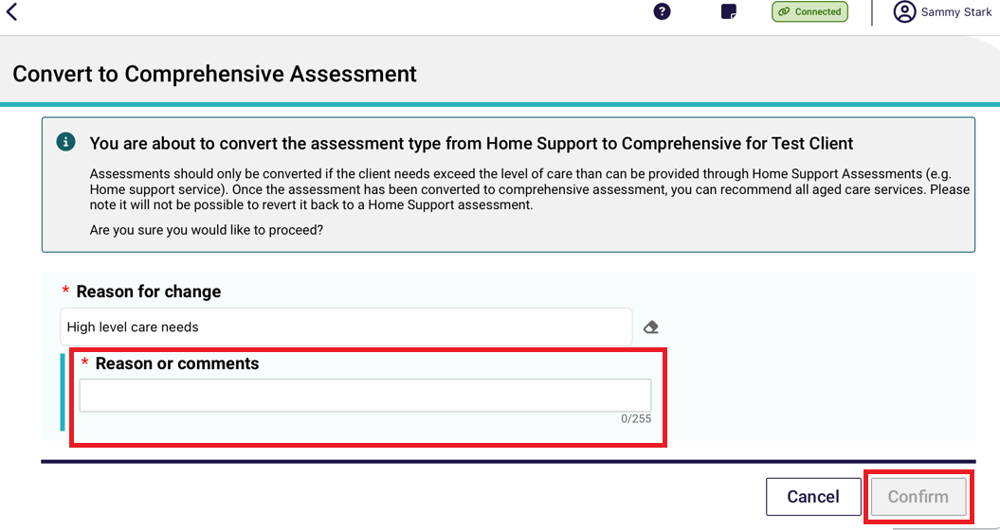 ? Connected Sammy Stark
Convert to Comprehensive Assessment
i You are about to convert the assessment type from Home Support to Comprehensive for Test Client
Assessments should only be converted if the client needs exceed the level of care than can be provided through Home Support Assessments (e.g.
Home support service). Once the assessment has been converted to comprehensive assessment, you can recommend all aged care services. Please
note it will not be possible to revert it back to a Home Support assessment.
Are you sure you would like to proceed?
* Reason for change
High level care needs
* Reason or comments
0/255
Cancel Confirm